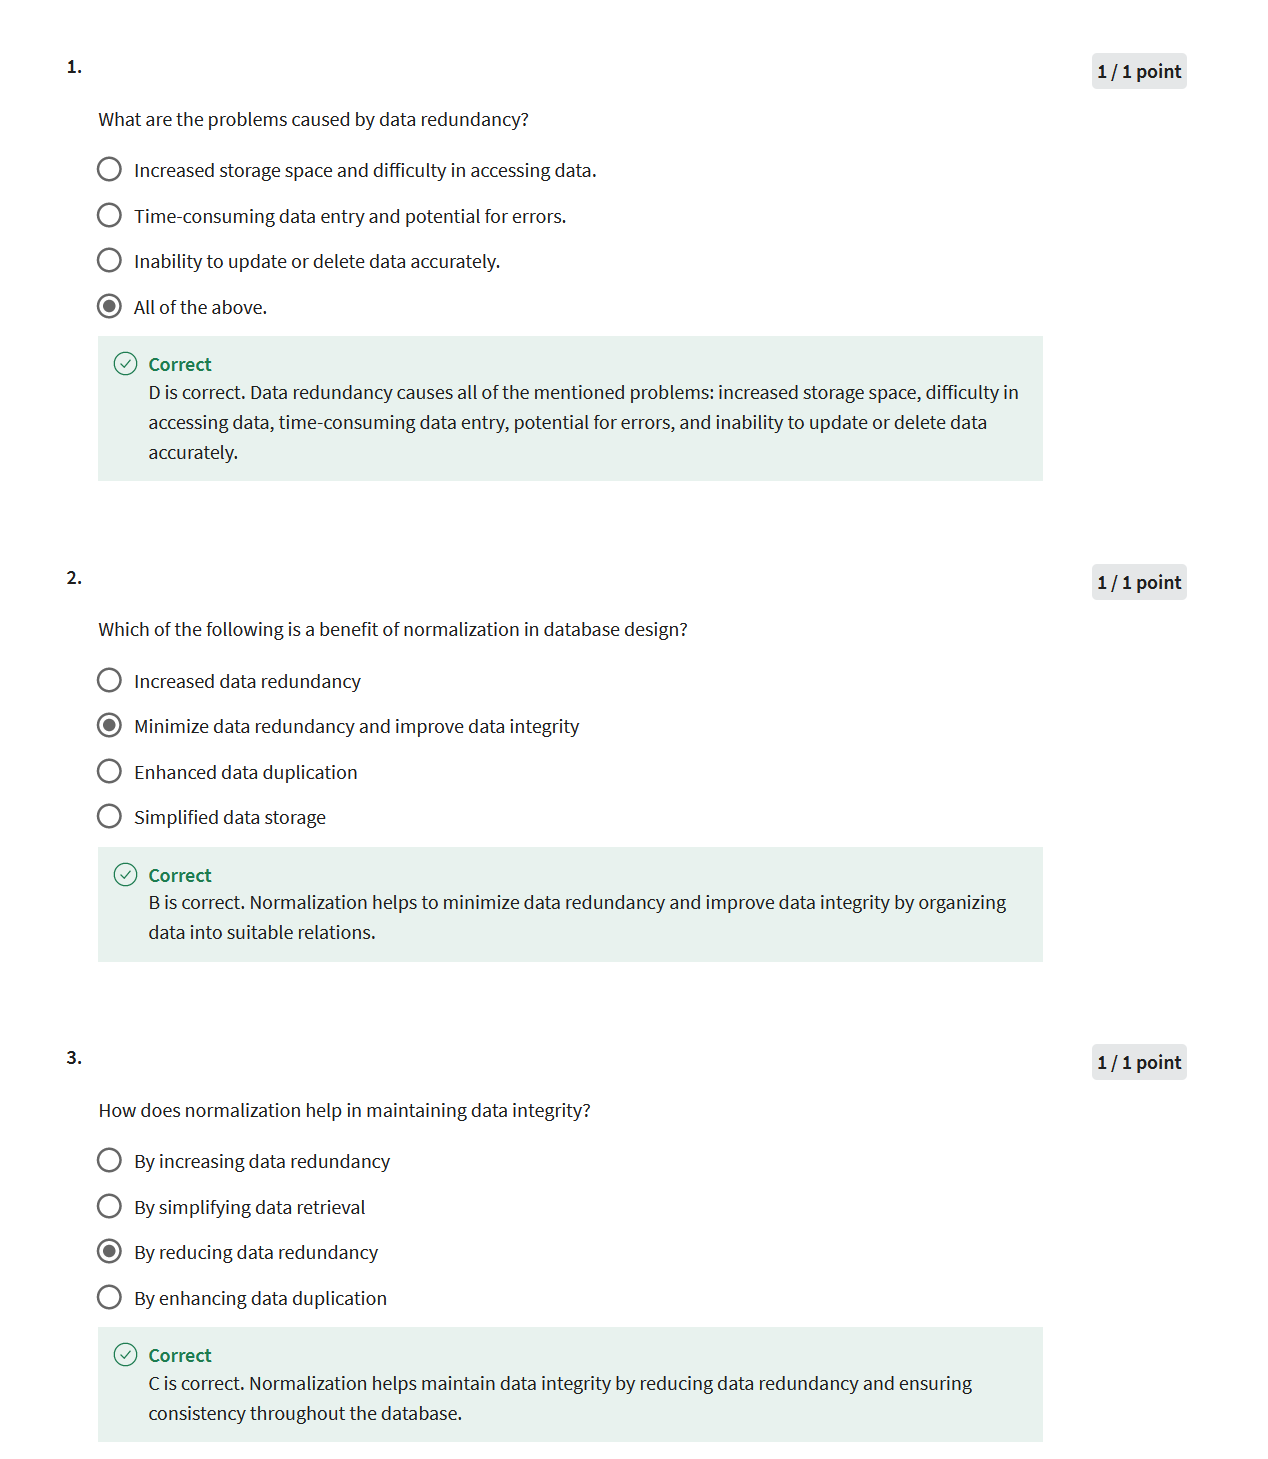 1.
1 / 1 point
What are the problems caused by data redundancy?
Increased storage space and difficulty in accessing data.
Time-consuming data entry and potential for errors.
Inability to update or delete data accurately.
All of the above.
Correct
D is correct. Data redundancy causes all of the mentioned problems: increased storage space, difficulty in
accessing data, time-consuming data entry, potential for errors, and inability to update or delete data
accurately.
2.
1 / 1 point
Which of the following is a benefit of normalization in database design?
Increased data redundancy
Minimize data redundancy and improve data integrity
Enhanced data duplication
Simplified data storage
Correct
B is correct. Normalization helps to minimize data redundancy and improve data integrity by organizing
data into suitable relations.
3.
1 / 1 point
How does normalization help in maintaining data integrity?
By increasing data redundancy
By simplifying data retrieval
By reducing data redundancy
By enhancing data duplication
Correct
C is correct. Normalization helps maintain data integrity by reducing data redundancy and ensuring
consistency throughout the database.